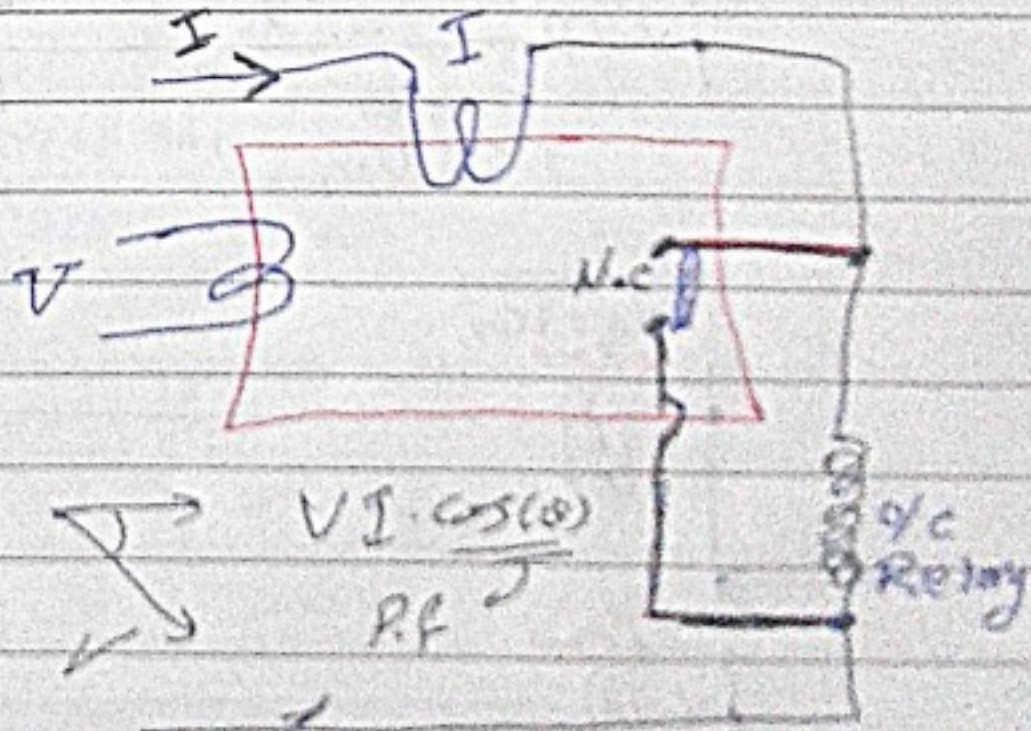 I I
V
N.C
VI. cos(θ)
P.f
O/C
Relay